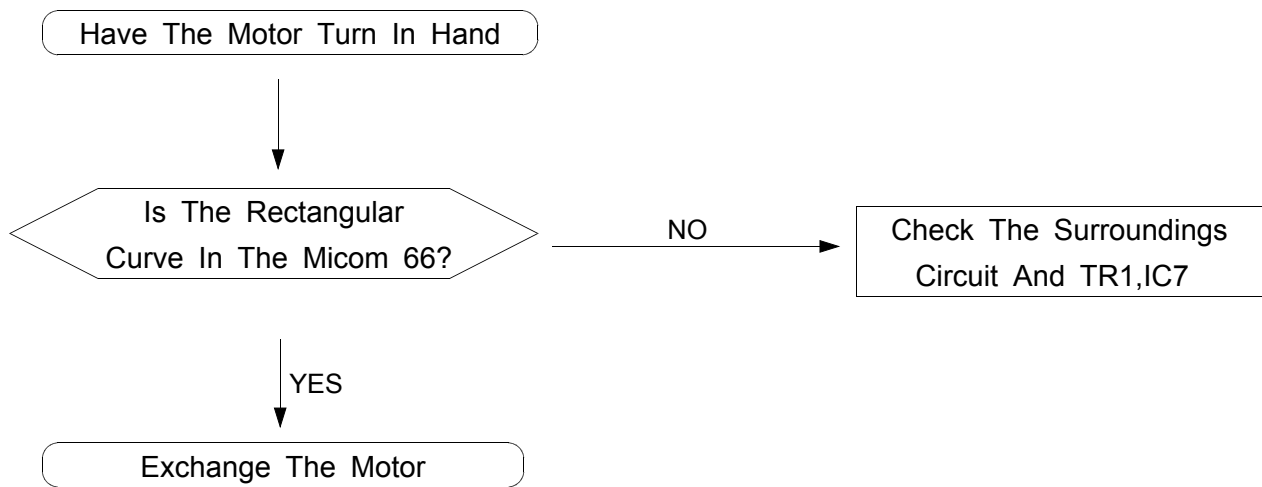 Have The Motor Turn In Hand
Is The Rectangular
Curve In The Micom 66?
NO
Check The Surroundings
Circuit And TR1,IC7
YES
Exchange The Motor